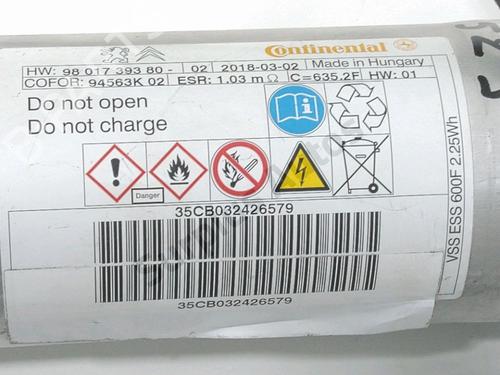 Continental
HW: 98 017 393 80 - 02 2018-03-02 Made in Hungary
COFOR: 94563K 02 ESR: 1.03 mΩ C=635.2F HW: 01
Do not open
Do not charge
Danger
35CB032426579
35CB032426579
VSS ESS 600F 2.25Wh